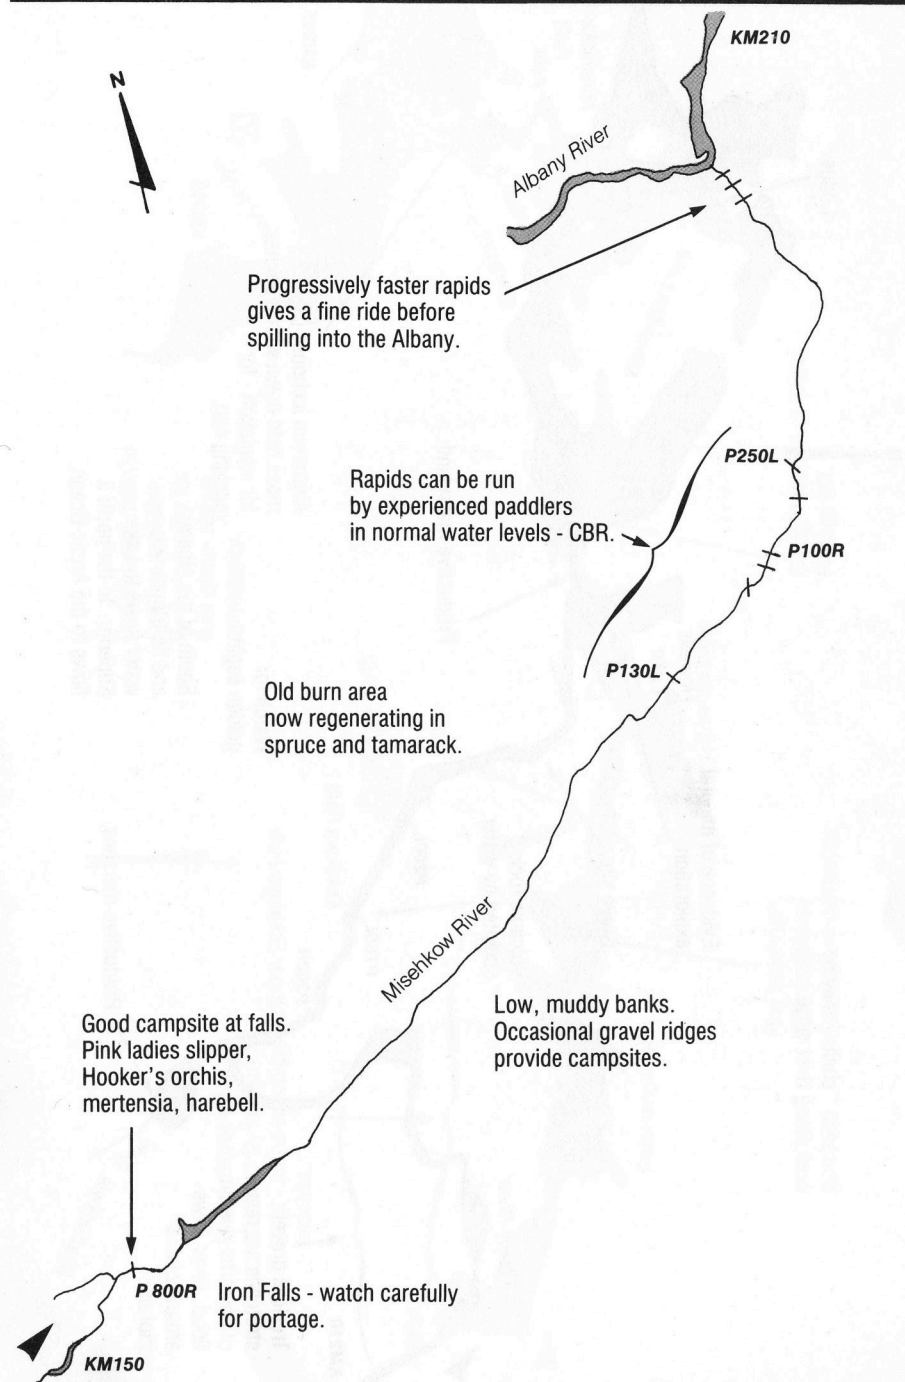 KM210
N
Albany River
Progressively faster rapids
gives a fine ride before
spilling into the Albany.
P250L
Rapids can be run
by experienced paddlers
in normal water levels - CBR.
P100R
P130L
Old burn area
now regenerating in
spruce and tamarack.
Misehkow River
Low, muddy banks.
Occasional gravel ridges
provide campsites.
Good campsite at falls.
Pink ladies slipper,
Hooker's orchis,
mertensia, harebell.
P 800R
Iron Falls - watch carefully
for portage.
KM150